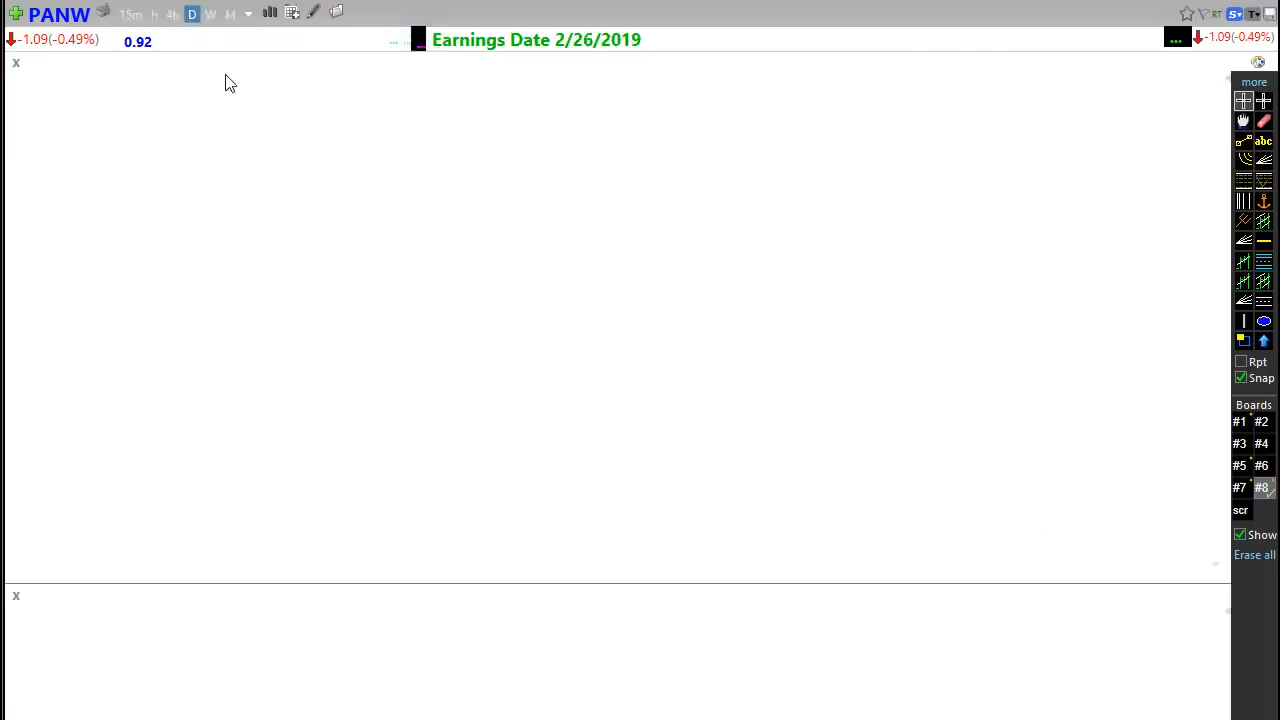 PANW 15m h 4h D W M RT S T
-1.09(-0.49%) 0.92 ... Earnings Date 2/26/2019 ... -1.09(-0.49%)
x
more
abc
Rpt
Snap
Boards
#1 #2
#3 #4
#5 #6
#7 #8
scr
Show
Erase all
x